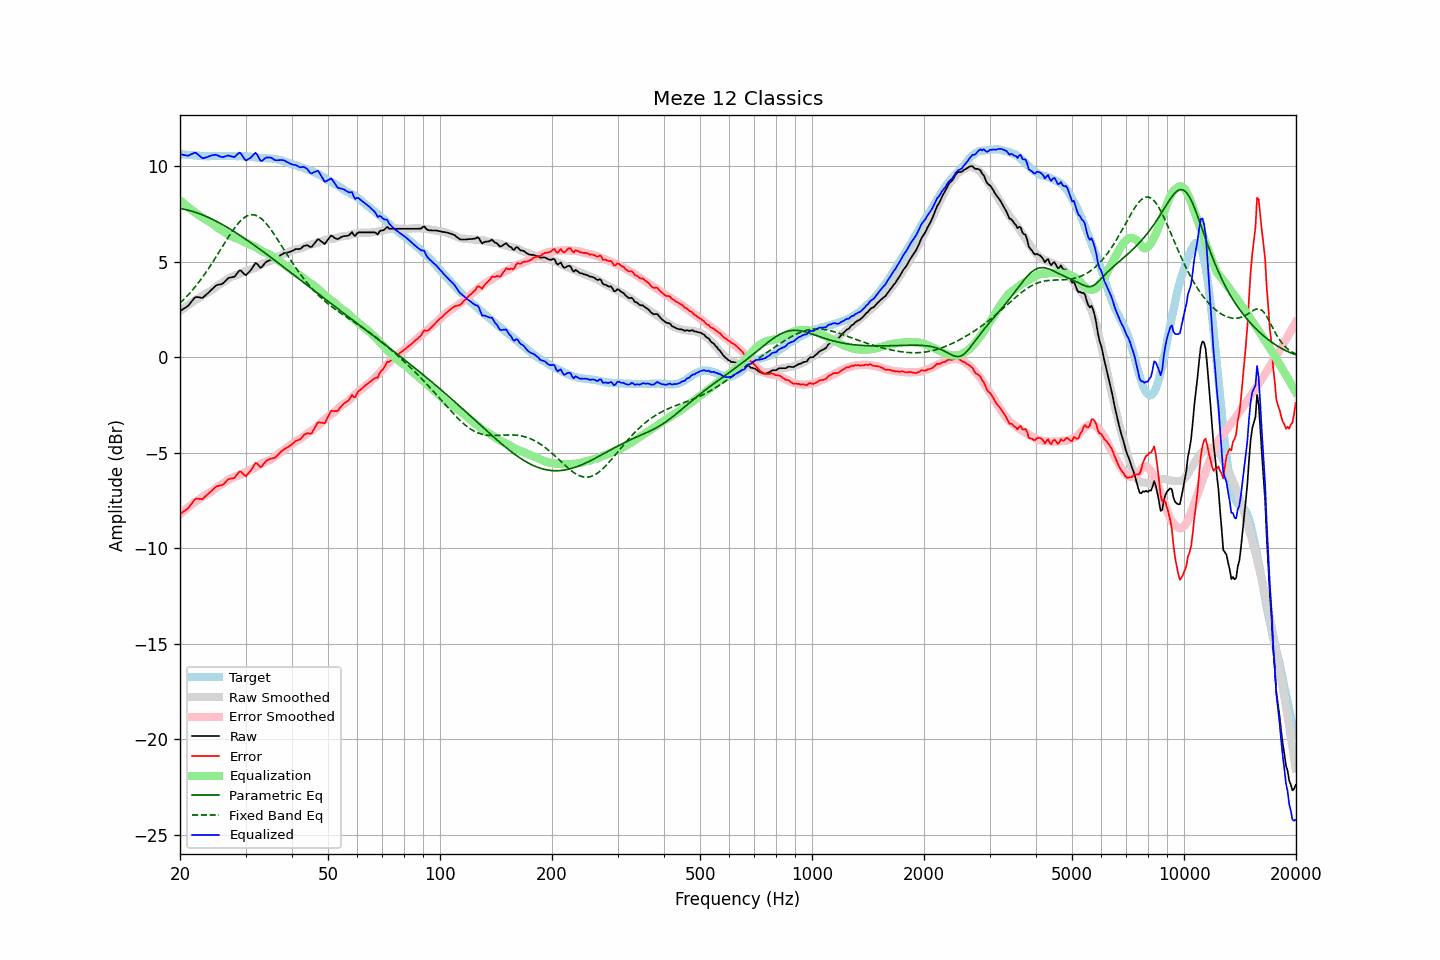 Meze 12 Classics
Amplitude (dBr)
10
5
0
−5
−10
−15
−20
−25
Target
Raw Smoothed
Error Smoothed
Raw
Error
Equalization
Parametric Eq
Fixed Band Eq
Equalized
20 50 100 200 500 1000 2000 5000 10000 20000
Frequency (Hz)